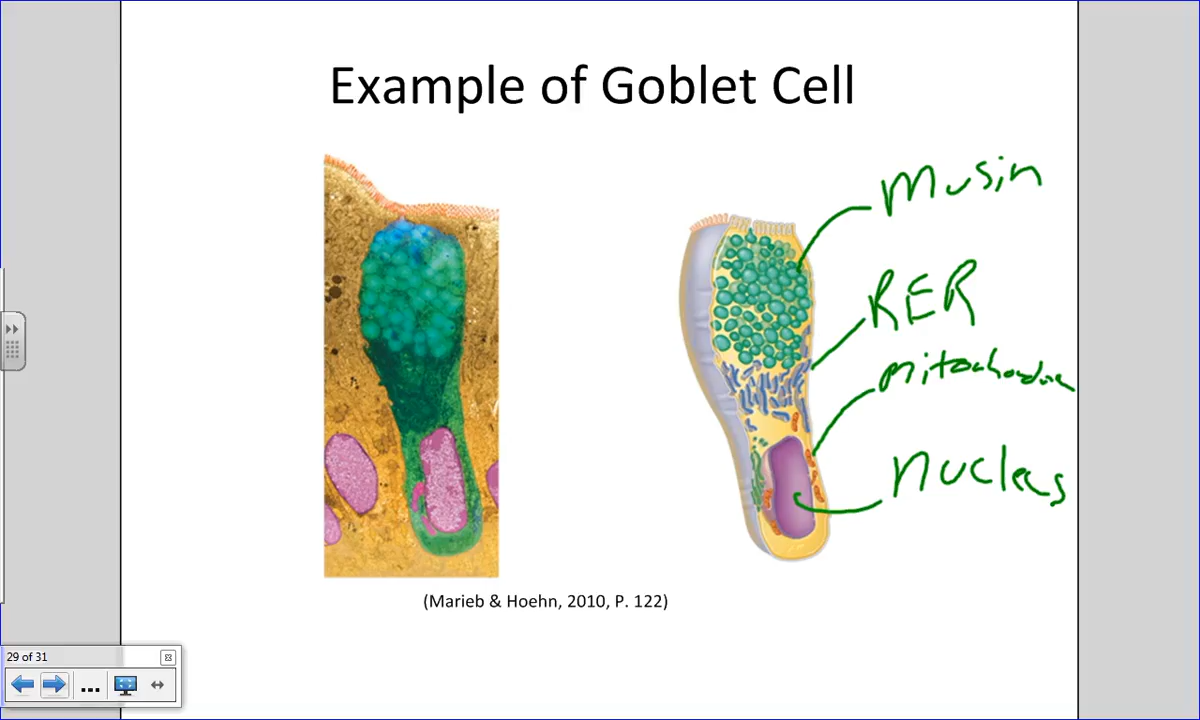 Example of Goblet Cell
Musin
RER
mitochondria
nucleus
(Marieb & Hoehn, 2010, P. 122)
29 of 31
...